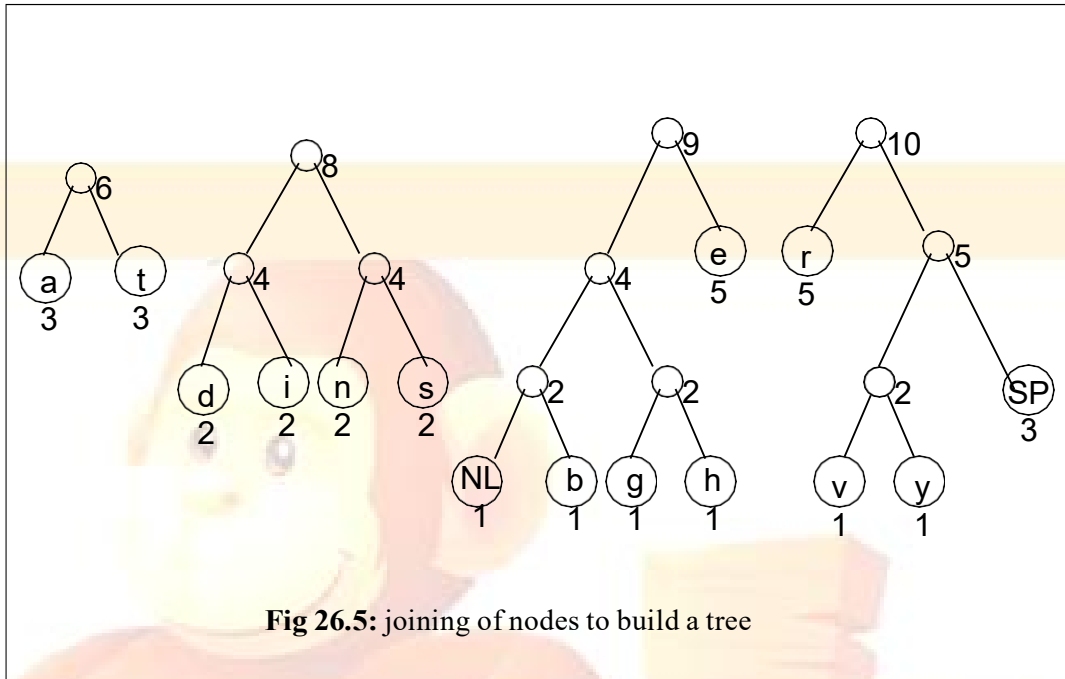 9 10
8
6
e r 5
4 4 4 5
a t 5
3 3
d i n s 2 2 2 SP
2 2 2 2 3
NL b g h v y
1 1 1 1 1 1
Fig 26.5: joining of nodes to build a tree